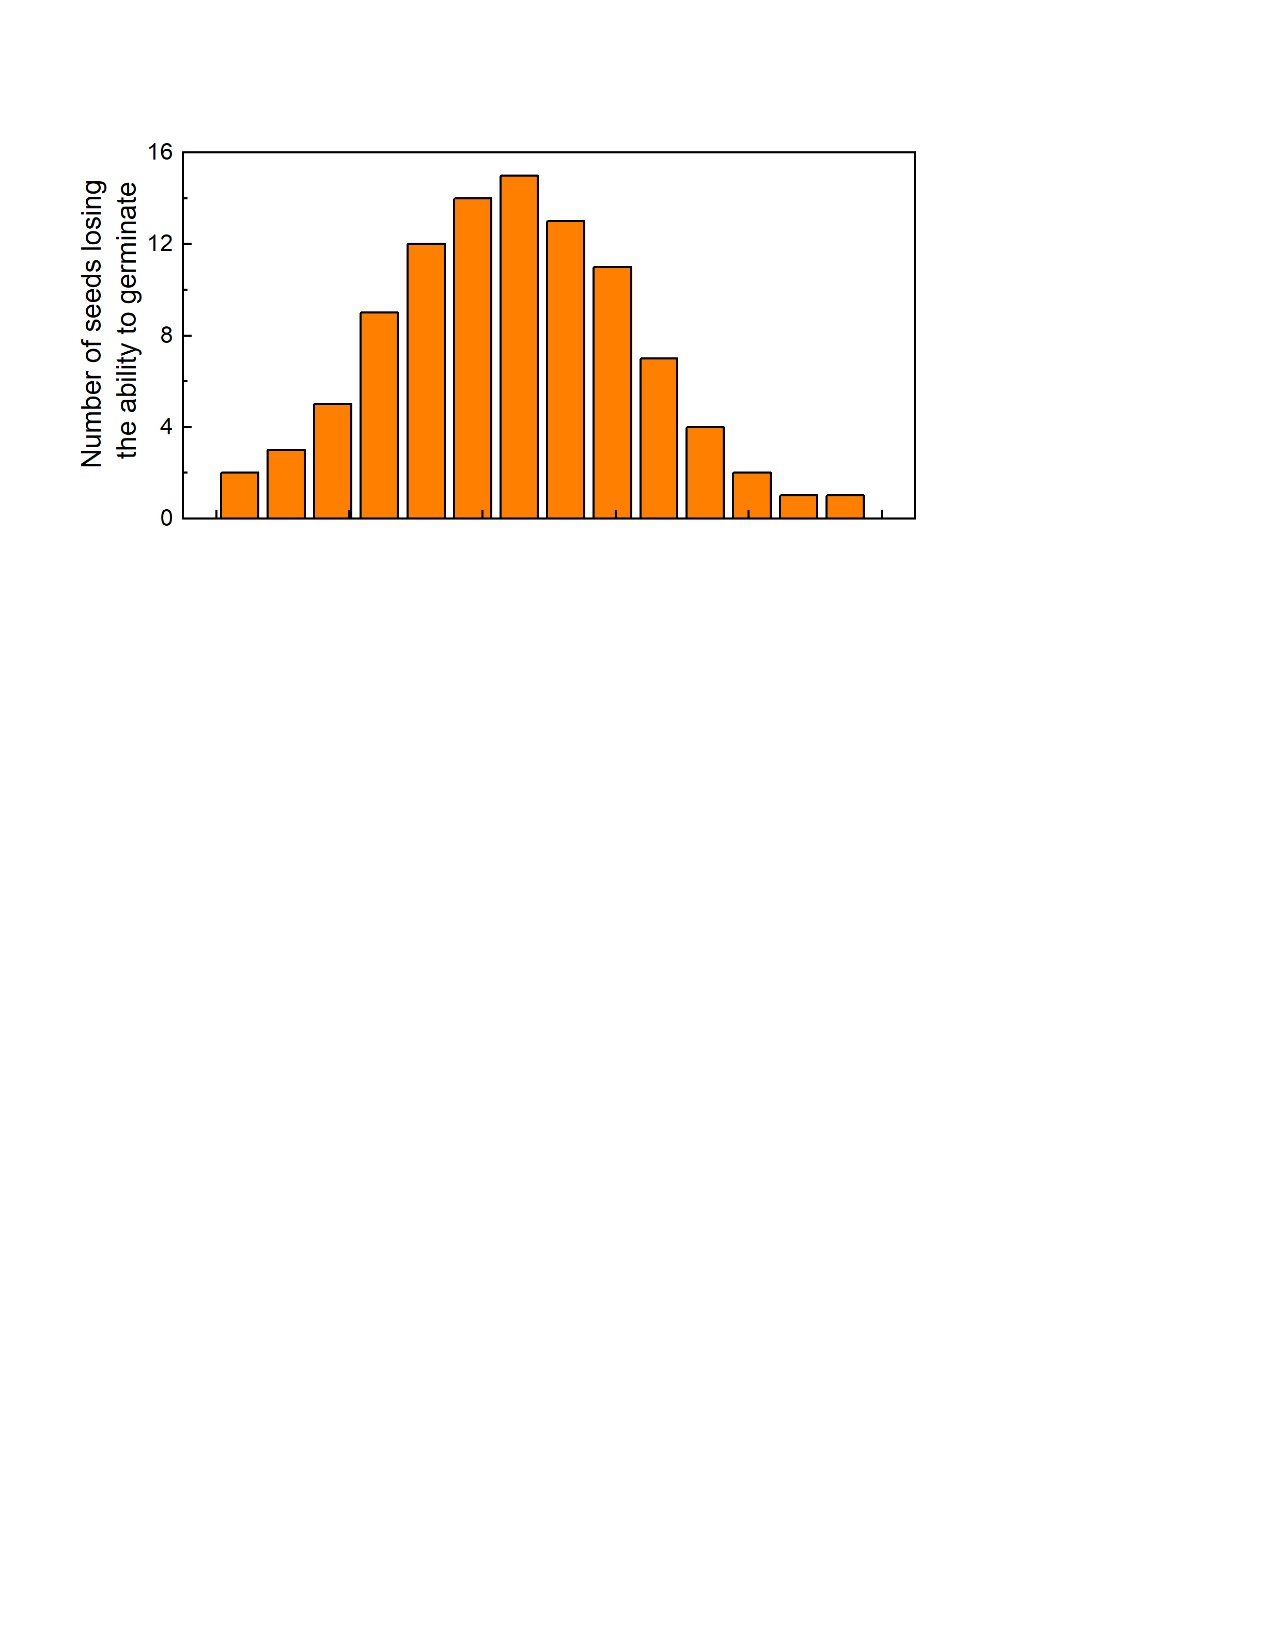 Number of seeds losing
the ability to germinate
16
12
8
4
0